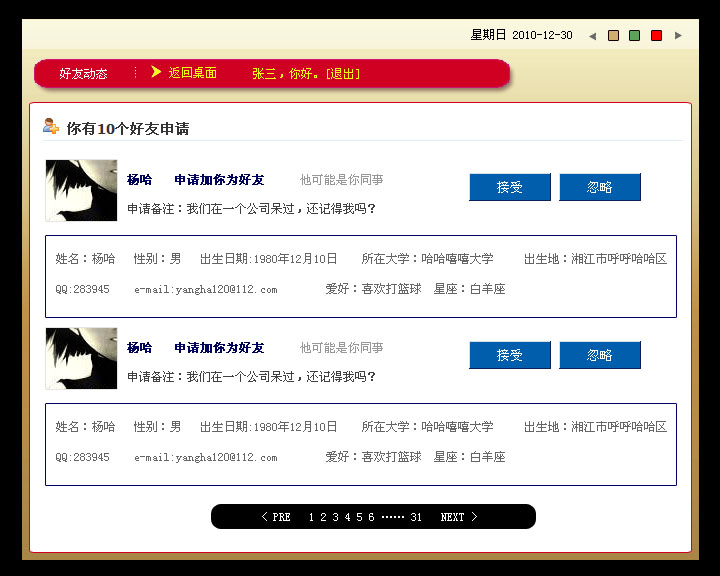 星期日 2010-12-30
好友动态 返回桌面 张三，你好。[退出]
你有10个好友申请
杨哈 申请加你为好友 他可能是你同事 接受 忽略
申请备注：我们在一个公司呆过，还记得我吗？
姓名：杨哈 性别：男 出生日期:1980年12月10日 所在大学：哈哈嘻嘻大学 出生地：湘江市呼呼哈哈区
QQ:283945 e-mail:yangha120@112.com 爱好：喜欢打篮球 星座：白羊座
杨哈 申请加你为好友 他可能是你同事 接受 忽略
申请备注：我们在一个公司呆过，还记得我吗？
姓名：杨哈 性别：男 出生日期:1980年12月10日 所在大学：哈哈嘻嘻大学 出生地：湘江市呼呼哈哈区
QQ:283945 e-mail:yangha120@112.com 爱好：喜欢打篮球 星座：白羊座
< PRE 1 2 3 4 5 6 …… 31 NEXT >